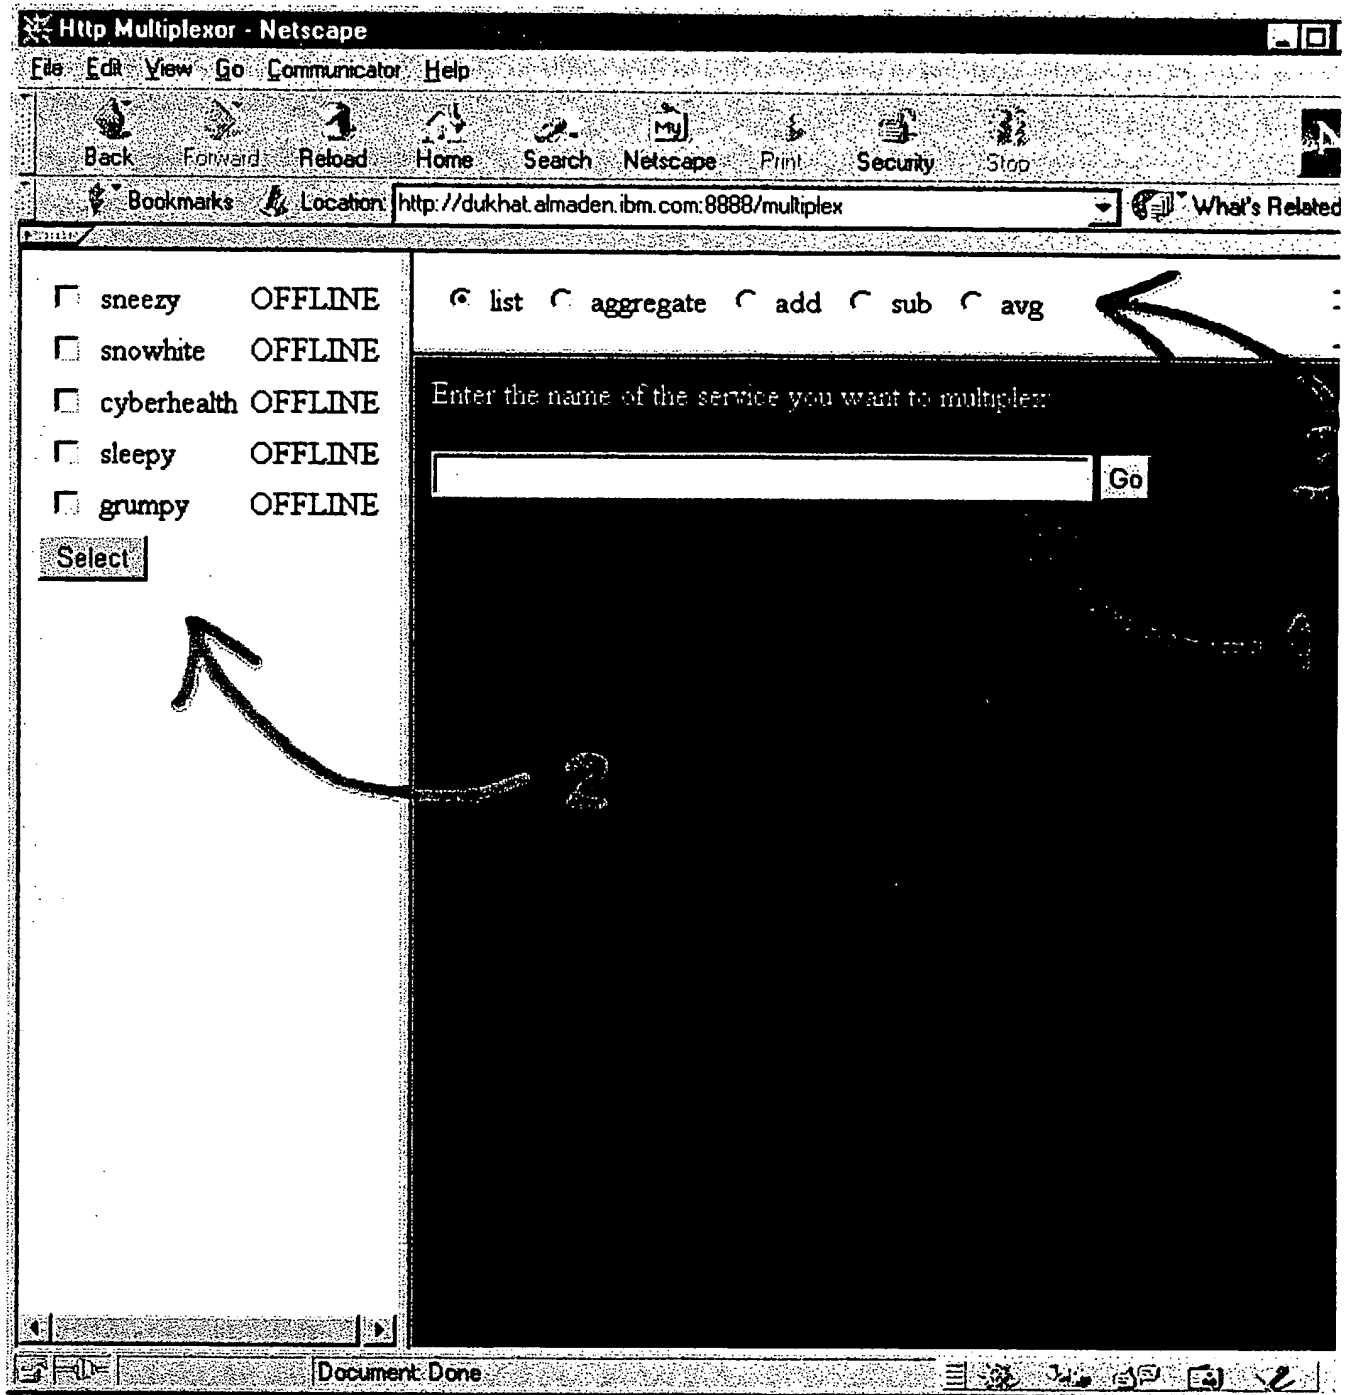 Http Multiplexor - Netscape
File Edit View Go Communicator Help
Back Forward Reload Home Search Netscape Print Security Stop
My
Bookmarks Location: http://dukhat.almaden.ibm.com:8888/multiplex What's Related
sneezy OFFLINE
snowhite OFFLINE
cyberhealth OFFLINE
sleepy OFFLINE
grumpy OFFLINE
Select
list aggregate add sub avg
Enter the name of the service you want to multiplex:
Go
3
1
2
Document: Done